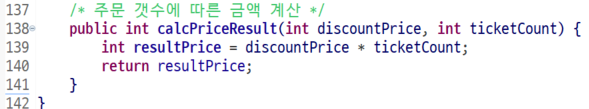 137 /* 주문 갯수에 따른 금액 계산 */
138 public int calcPriceResult(int discountPrice, int ticketCount) {
139 int resultPrice = discountPrice * ticketCount;
140 return resultPrice;
141 }
142 }